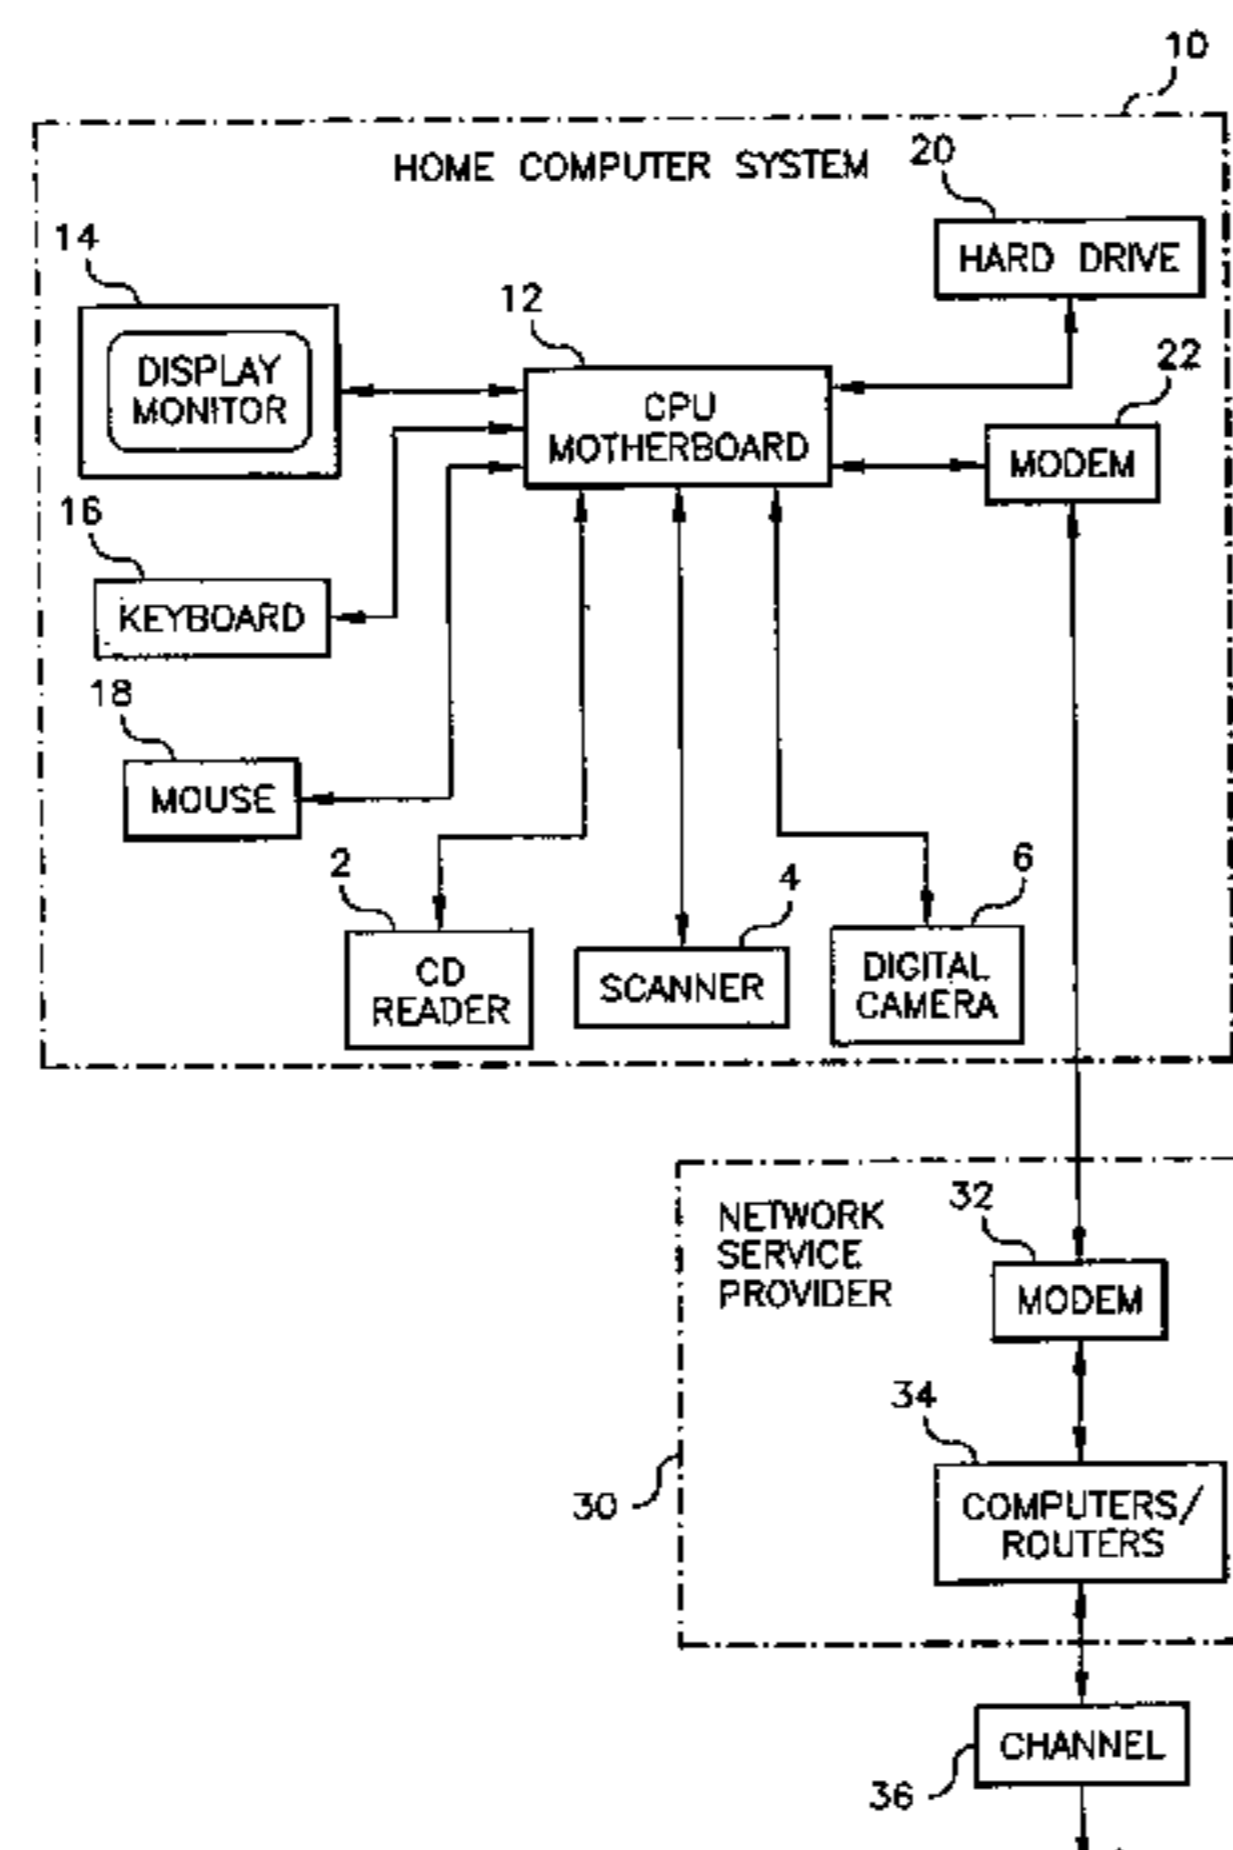 10
HOME COMPUTER SYSTEM
20
HARD DRIVE
14
DISPLAY
MONITOR
12
CPU
MOTHERBOARD
22
MODEM
16
KEYBOARD
18
MOUSE
2
CD
READER
4
SCANNER
6
DIGITAL
CAMERA
NETWORK
SERVICE
PROVIDER
32
MODEM
34
COMPUTERS/
ROUTERS
30
CHANNEL
36